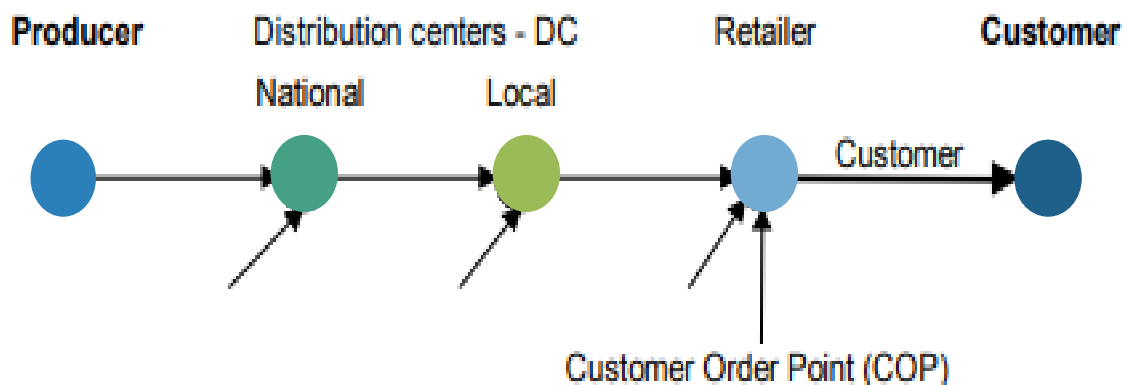 Producer Distribution centers - DC Retailer Customer
National Local
Customer
Customer Order Point (COP)